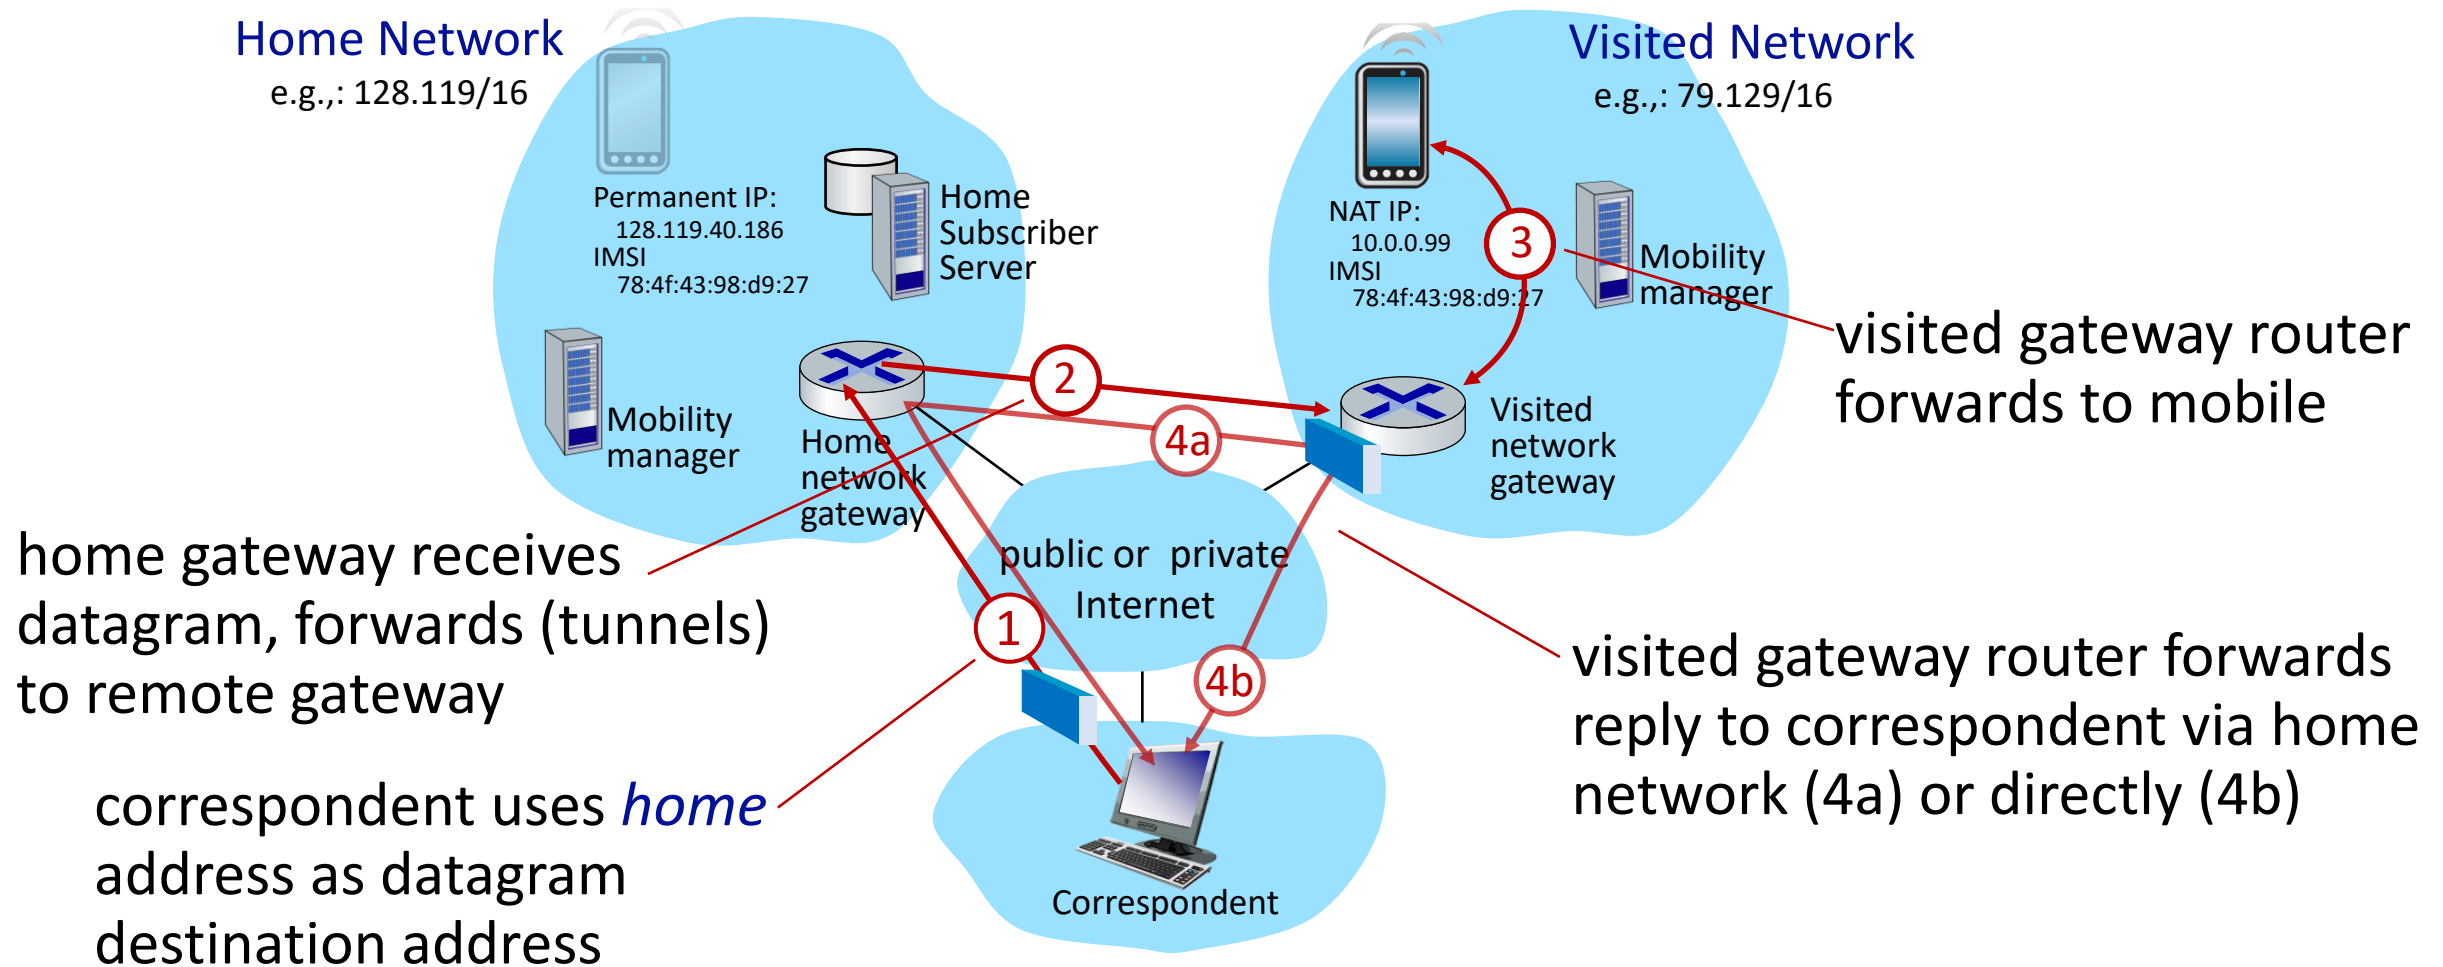 Home Network
e.g.,: 128.119/16
Visited Network
e.g.,: 79.129/16
Permanent IP:
128.119.40.186
IMSI
78:4f:43:98:d9:27
Home
Subscriber
Server
NAT IP:
10.0.0.99
IMSI
78:4f:43:98:d9:27
3
Mobility
manager
visited gateway router
forwards to mobile
Mobility
manager
Home
network
gateway
2
4a
Visited
network
gateway
home gateway receives
datagram, forwards (tunnels)
to remote gateway
public or private
Internet
1
4b
visited gateway router forwards
reply to correspondent via home
network (4a) or directly (4b)
correspondent uses home
address as datagram
destination address
Correspondent